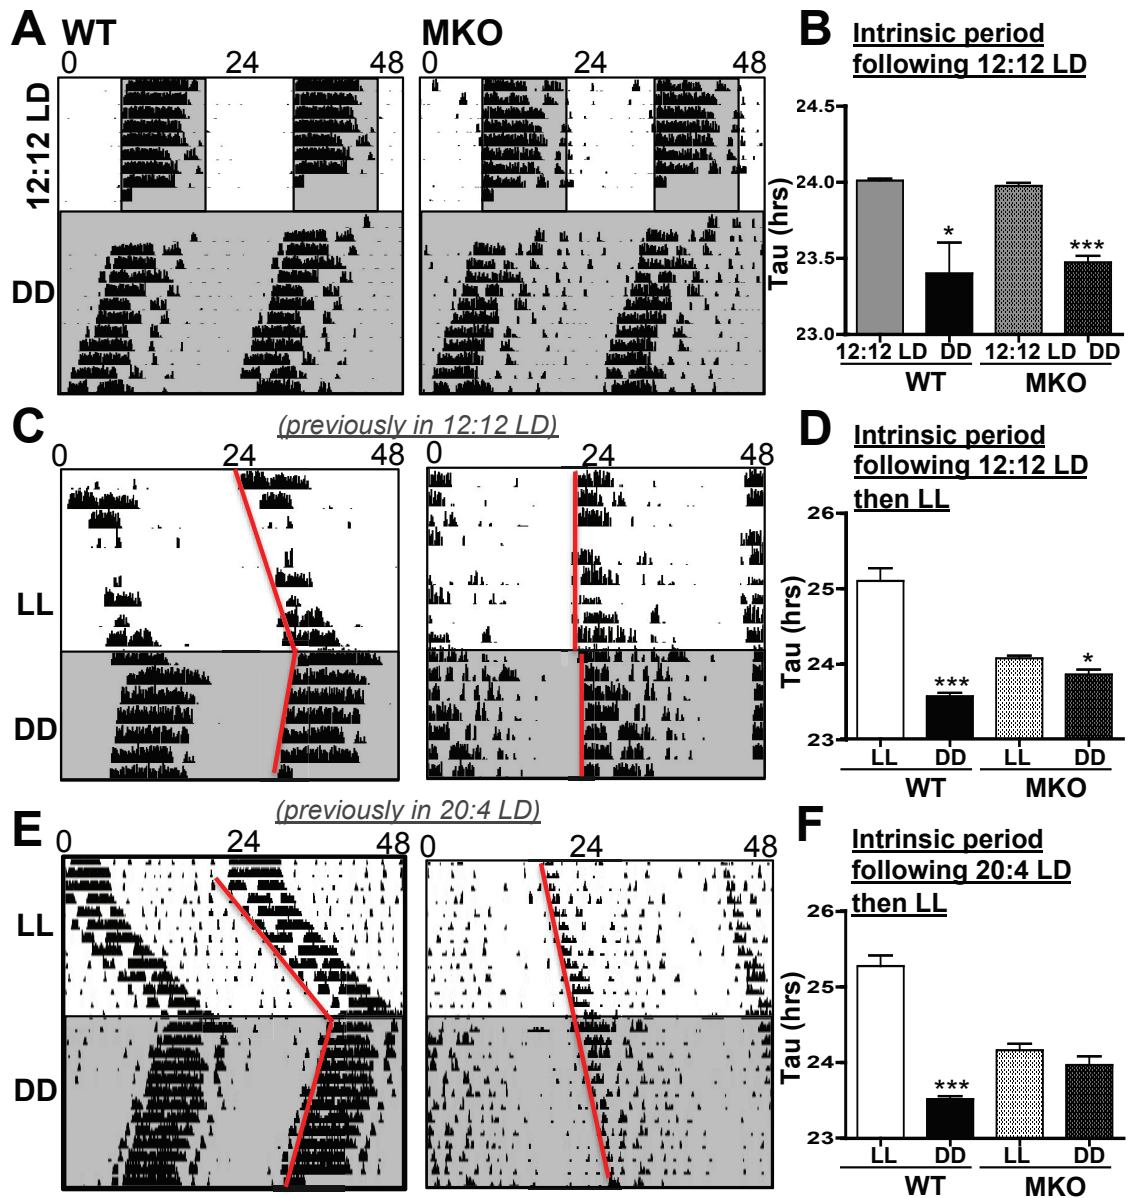 A WT MKO
0 24 48 0 24 48
12:12 LD
DD
B Intrinsic period
following 12:12 LD
24.5
24.0
23.5
23.0
Tau (hrs)
* ***
12:12 LD DD 12:12 LD DD
WT MKO
C (previously in 12:12 LD)
0 24 48 0 24 48
LL
DD
D Intrinsic period
following 12:12 LD
then LL
26
25
24
23
Tau (hrs)
*** *
LL DD LL DD
WT MKO
E (previously in 20:4 LD)
0 24 48 0 24 48
LL
DD
F Intrinsic period
following 20:4 LD
then LL
26
25
24
23
Tau (hrs)
***
LL DD LL DD
WT MKO